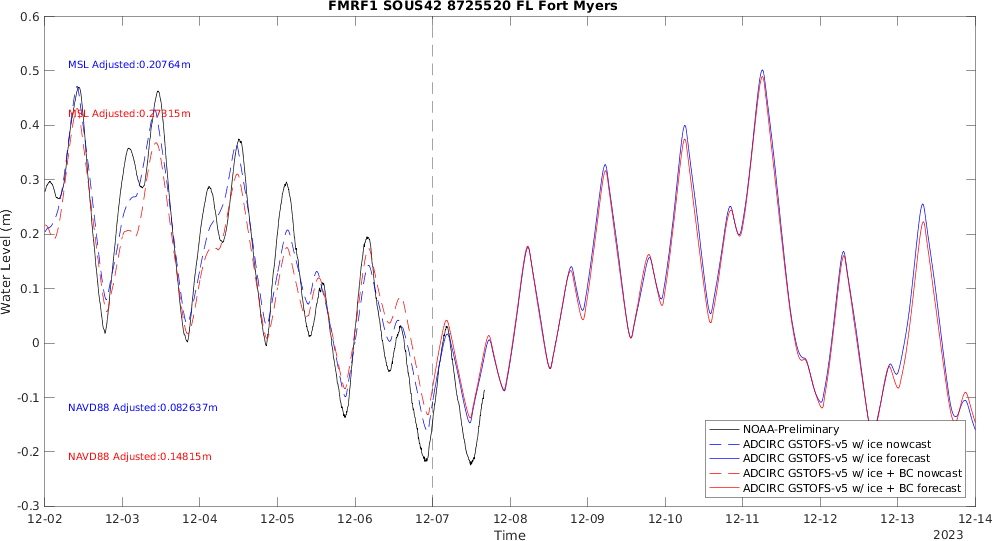 FMRF1 SOUS42 8725520 FL Fort Myers
0.6
0.5
0.4
0.3
0.2
0.1
0
-0.1
-0.2
-0.3
Water Level (m)
MSL Adjusted:0.20764m
MSL Adjusted:0.27315m
NAVD88 Adjusted:0.082637m
NAVD88 Adjusted:0.14815m
NOAA-Preliminary
ADCIRC GSTOFS-v5 w/ ice nowcast
ADCIRC GSTOFS-v5 w/ ice forecast
ADCIRC GSTOFS-v5 w/ ice + BC nowcast
ADCIRC GSTOFS-v5 w/ ice + BC forecast
12-02 12-03 12-04 12-05 12-06 12-07 12-08 12-09 12-10 12-11 12-12 12-13 12-14
Time
2023